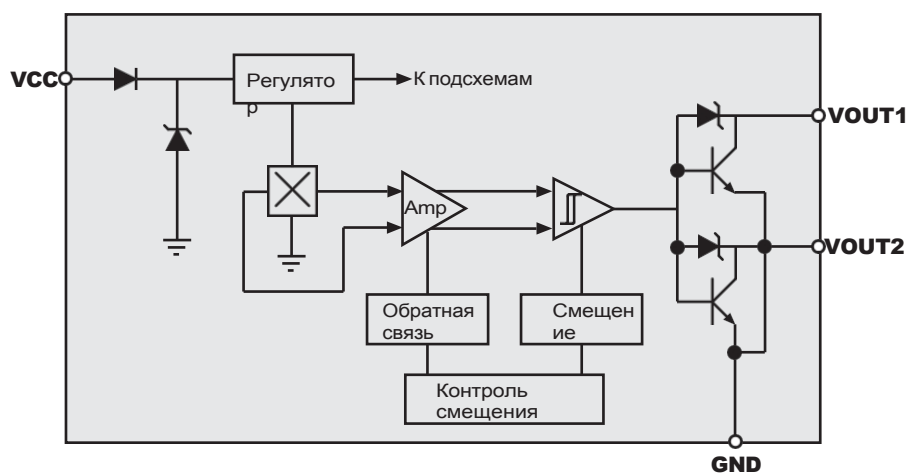 VCC
Регулято
р
К подсхемам
VOUT1
Amp
VOUT2
Обратная
связь
Смещен
ие
Контроль
смещения
GND